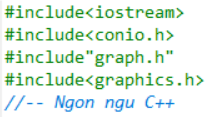 #include<iostream>
#include<conio.h>
#include"graph.h"
#include<graphics.h>
//-- Ngon ngu C++